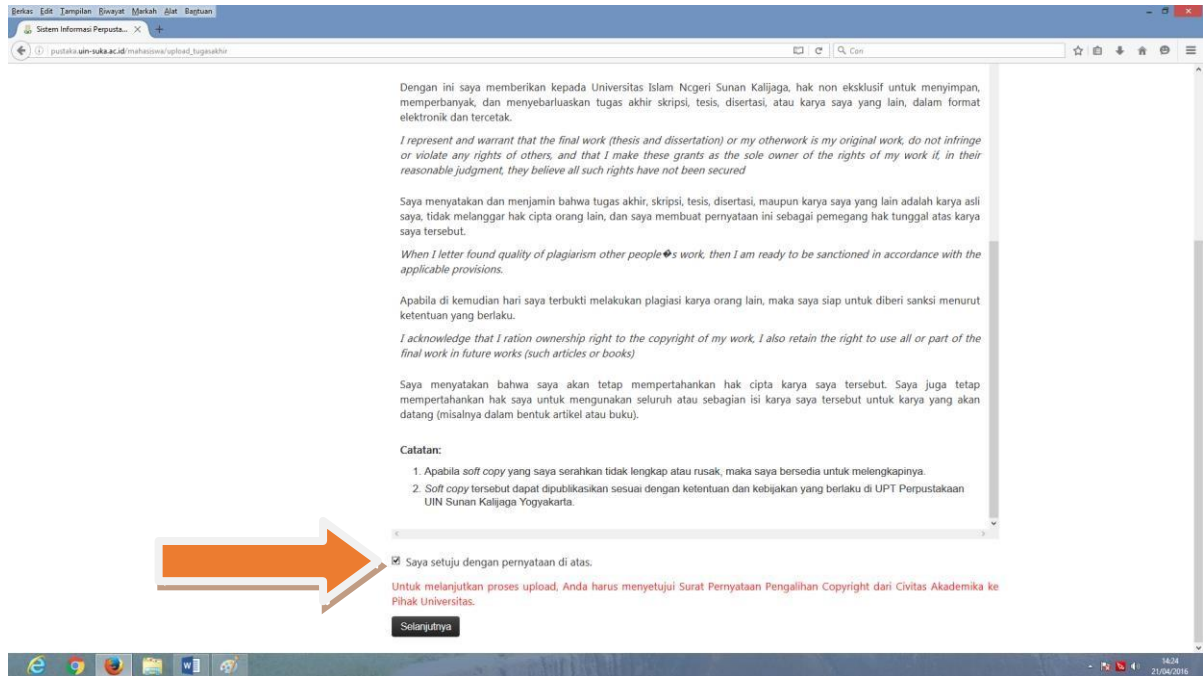 Berkas Edit Tampilan Riwayat Markah Alat Bantuan
Sistem Informasi Perpusta...
pustaka.uin-suka.ac.id/mahasiswa/upload_tugasakhir
Cari
Dengan ini saya memberikan kepada Universitas Islam Ncgeri Sunan Kalijaga, hak non eksklusif untuk menyimpan,
memperbanyak, dan menyebarluaskan tugas akhir skripsi, tesis, disertasi, atau karya saya yang lain, dalam format
elektronik dan tercetak.
I represent and warrant that the final work (thesis and dissertation) or my otherwork is my original work, do not infringe
or violate any rights of others, and that I make these grants as the sole owner of the rights of my work if, in their
reasonable judgment, they believe all such rights have not been secured
Saya menyatakan dan menjamin bahwa tugas akhir, skripsi, tesis, disertasi, maupun karya saya yang lain adalah karya asli
saya, tidak melanggar hak cipta orang lain, dan saya membuat pernyataan ini sebagai pemegang hak tunggal atas karya
saya tersebut.
When I letter found quality of plagiarism other people�s work, then I am ready to be sanctioned in accordance with the
applicable provisions.
Apabila di kemudian hari saya terbukti melakukan plagiasi karya orang lain, maka saya siap untuk diberi sanksi menurut
ketentuan yang berlaku.
I acknowledge that I ration ownership right to the copyright of my work, I also retain the right to use all or part of the
final work in future works (such articles or books)
Saya menyatakan bahwa saya akan tetap mempertahankan hak cipta karya saya tersebut. Saya juga tetap
mempertahankan hak saya untuk mengunakan seluruh atau sebagian isi karya saya tersebut untuk karya yang akan
datang (misalnya dalam bentuk artikel atau buku).
Catatan:
1. Apabila soft copy yang saya serahkan tidak lengkap atau rusak, maka saya bersedia untuk melengkapinya.
2. Soft copy tersebut dapat dipublikasikan sesuai dengan ketentuan dan kebijakan yang berlaku di UPT Perpustakaan
UIN Sunan Kalijaga Yogyakarta.
Saya setuju dengan pernyataan di atas.
Untuk melanjutkan proses upload, Anda harus menyetujui Surat Pernyataan Pengalihan Copyright dari Civitas Akademika ke
Pihak Universitas.
Selanjutnya
14:24
21/04/2016